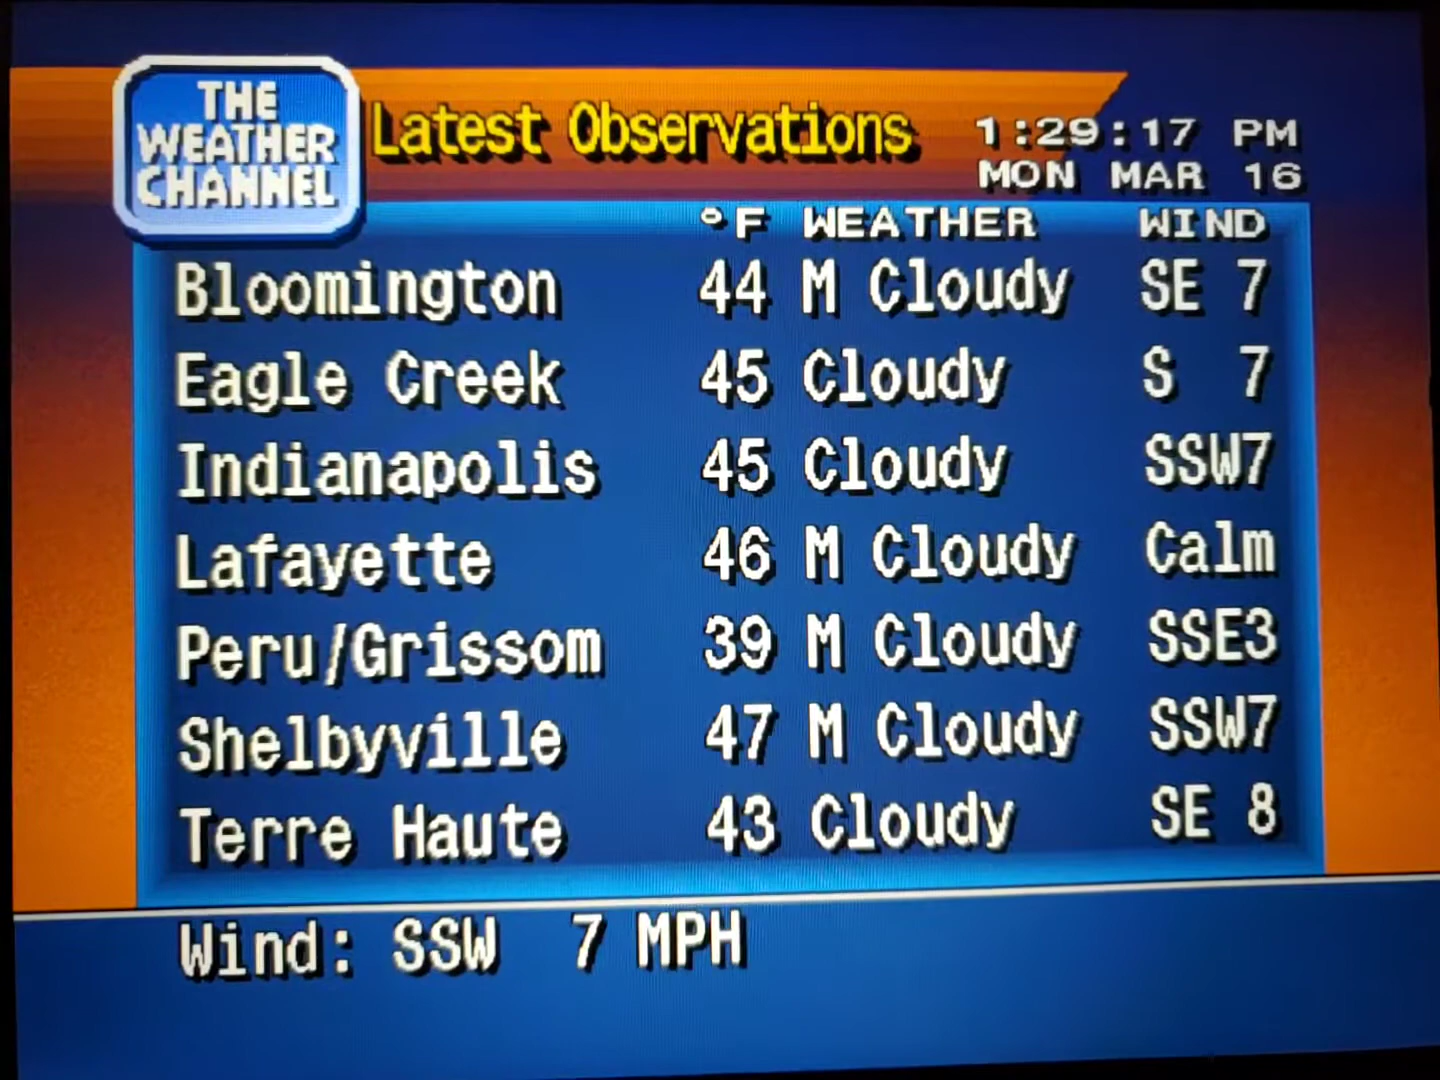 THE
WEATHER
CHANNEL
Latest Observations
1:29:17 PM
MON MAR 16
°F WEATHER WIND
Bloomington 44 M Cloudy SE 7
Eagle Creek 45 Cloudy S 7
Indianapolis 45 Cloudy SSW7
Lafayette 46 M Cloudy Calm
Peru/Grissom 39 M Cloudy SSE3
Shelbyville 47 M Cloudy SSW7
Terre Haute 43 Cloudy SE 8
Wind: SSW 7 MPH